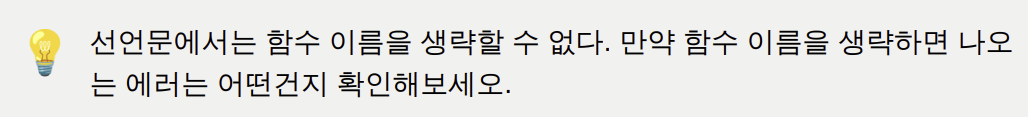 선언문에서는 함수 이름을 생략할 수 없다. 만약 함수 이름을 생략하면 나오
는 에러는 어떤건지 확인해보세오.